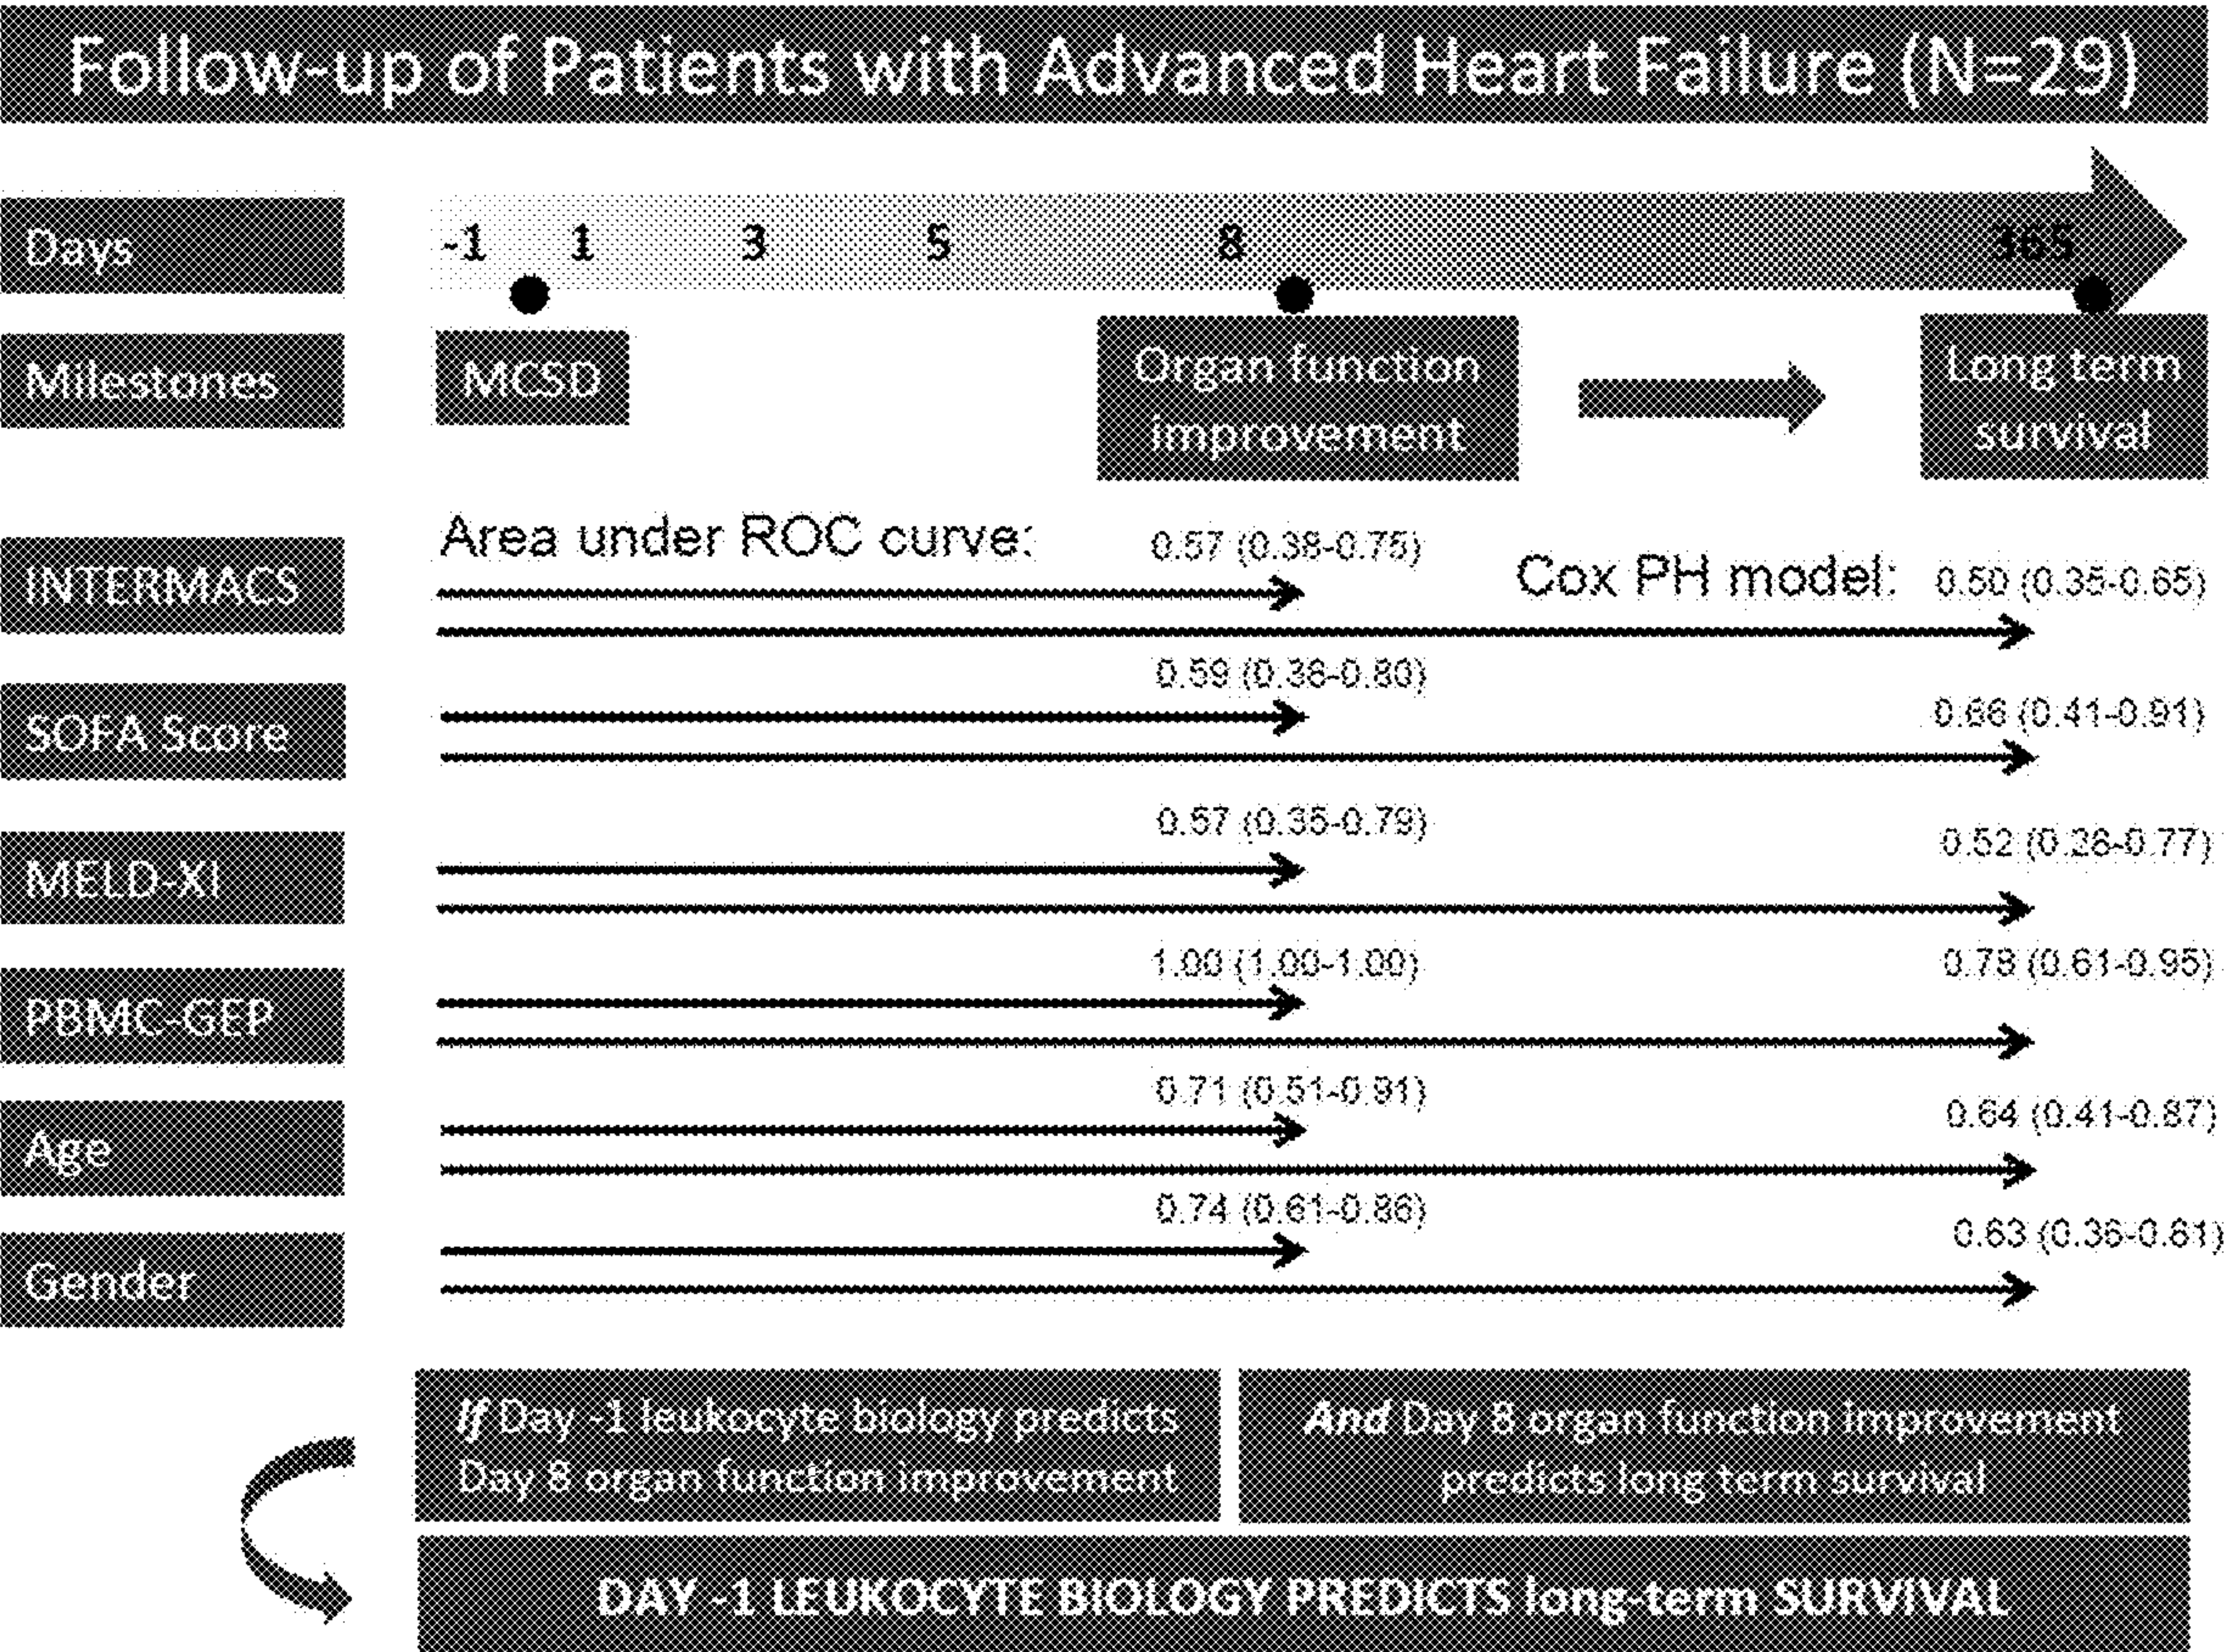 Follow-up of Patients with Advanced Heart Failure (N=29)
Days
-1 1 3 5 8 365
Milestones
MCSD
Organ function
improvement
Long term
survival
INTERMACS
Area under ROC curve: 0.57 (0.38-0.75)
Cox PH model: 0.50 (0.35-0.65)
SOFA Score
0.59 (0.38-0.80)
0.66 (0.41-0.91)
MELD-XI
0.57 (0.35-0.79)
0.52 (0.28-0.77)
PBMC-GEP
1.00 (1.00-1.00)
0.78 (0.61-0.95)
Age
0.71 (0.51-0.91)
0.64 (0.41-0.87)
Gender
0.74 (0.61-0.86)
0.63 (0.36-0.81)
If Day -1 leukocyte biology predicts
Day 8 organ function improvement
And Day 8 organ function improvement
predicts long term survival
DAY -1 LEUKOCYTE BIOLOGY PREDICTS long-term SURVIVAL